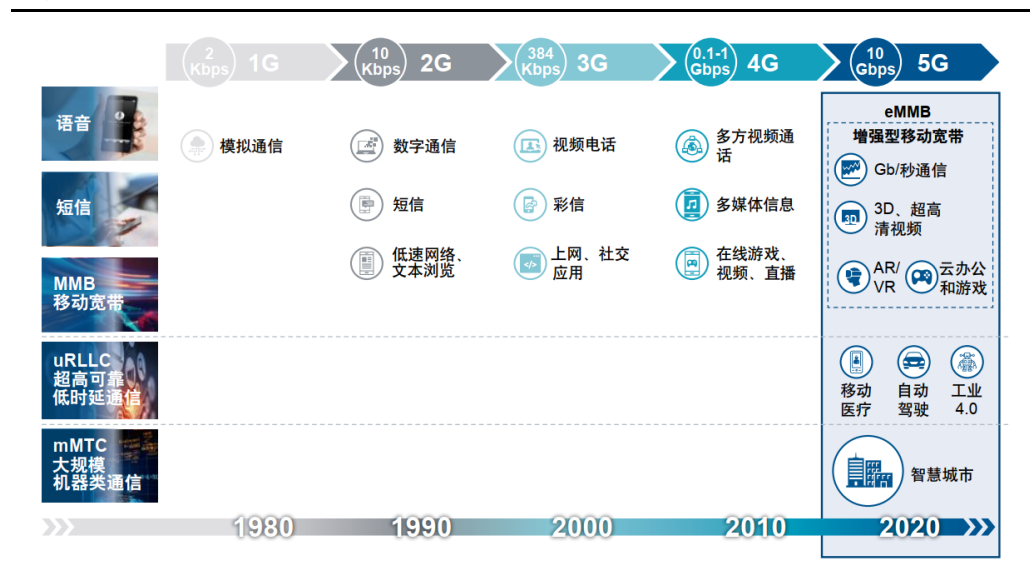 2
Kbps
1G
10
Kbps
2G
384
Kbps
3G
0.1-1
Gbps
4G
10
Gbps
5G
语音
模拟通信
数字通信
视频电话
多方视频通
话
eMMB
增强型移动宽带
Gb/秒通信
短信
短信
彩信
多媒体信息
3D
3D、超高
清视频
MMB
移动宽带
低速网络、
文本浏览
上网、社交
应用
在线游戏、
视频、直播
AR/
VR
云办公
和游戏
uRLLC
超高可靠
低时延通信
移动
医疗
自动
驾驶
工业
4.0
mMTC
大规模
机器类通信
智慧城市
1980
1990
2000
2010
2020